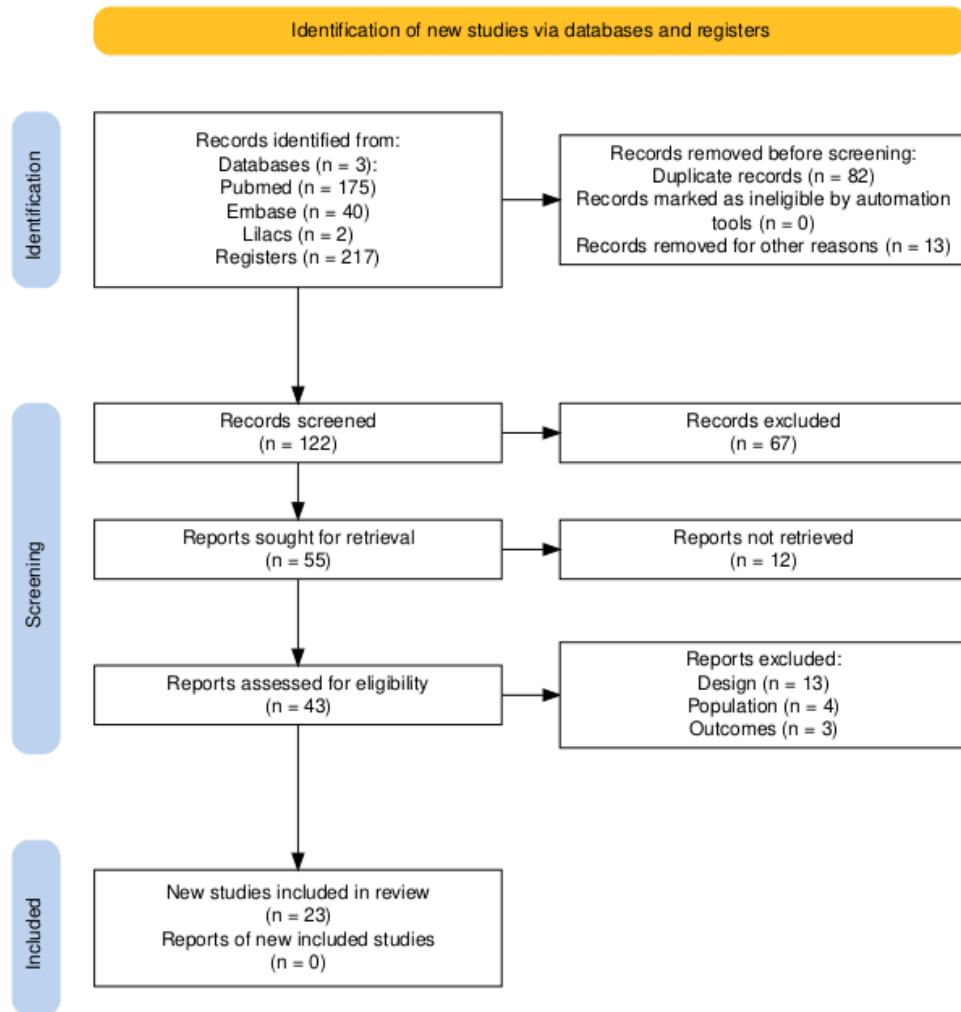 Identification of new studies via databases and registers
Identification
Records identified from:
Databases (n = 3):
Pubmed (n = 175)
Embase (n = 40)
Lilacs (n = 2)
Registers (n = 217)
Records removed before screening:
Duplicate records (n = 82)
Records marked as ineligible by automation
tools (n = 0)
Records removed for other reasons (n = 13)
Screening
Records screened
(n = 122)
Records excluded
(n = 67)
Reports sought for retrieval
(n = 55)
Reports not retrieved
(n = 12)
Reports assessed for eligibility
(n = 43)
Reports excluded:
Design (n = 13)
Population (n = 4)
Outcomes (n = 3)
Included
New studies included in review
(n = 23)
Reports of new included studies
(n = 0)